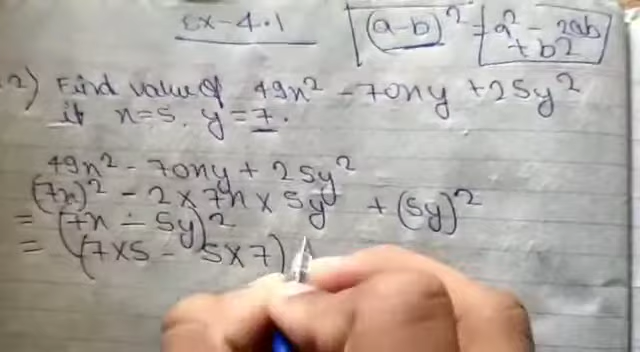 Ex-4.1
(a-b)² = a² - 2ab + b2
2) Find value of 49x² - 70xy + 25y²
if x=5, y=7.
49x² - 70xy + 25y²
(7x)² - 2×7x×5y + (5y)²
= (7x - 5y)²
= (7×5 - 5×7)